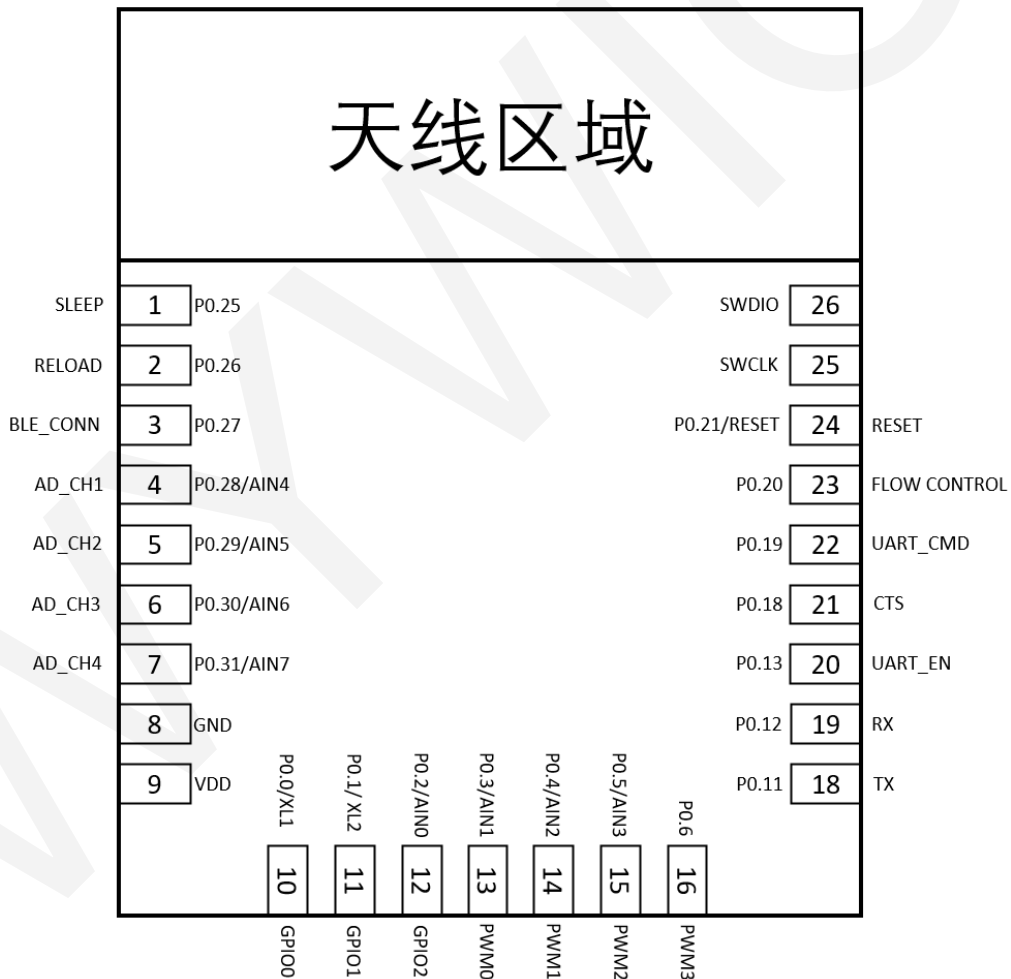 天线区域
SLEEP 1 P0.25 SWDIO 26
RELOAD 2 P0.26 SWCLK 25
BLE_CONN 3 P0.27 P0.21/RESET 24 RESET
AD_CH1 4 P0.28/AIN4 P0.20 23 FLOW CONTROL
AD_CH2 5 P0.29/AIN5 P0.19 22 UART_CMD
AD_CH3 6 P0.30/AIN6 P0.18 21 CTS
AD_CH4 7 P0.31/AIN7 P0.13 20 UART_EN
8 GND P0.12 19 RX
9 VDD P0.11 18 TX
P0.0/XL1 P0.1/ XL2 P0.2/AIN0 P0.3/AIN1 P0.4/AIN2 P0.5/AIN3 P0.6
10 11 12 13 14 15 16
GPIO0 GPIO1 GPIO2 PWM0 PWM1 PWM2 PWM3